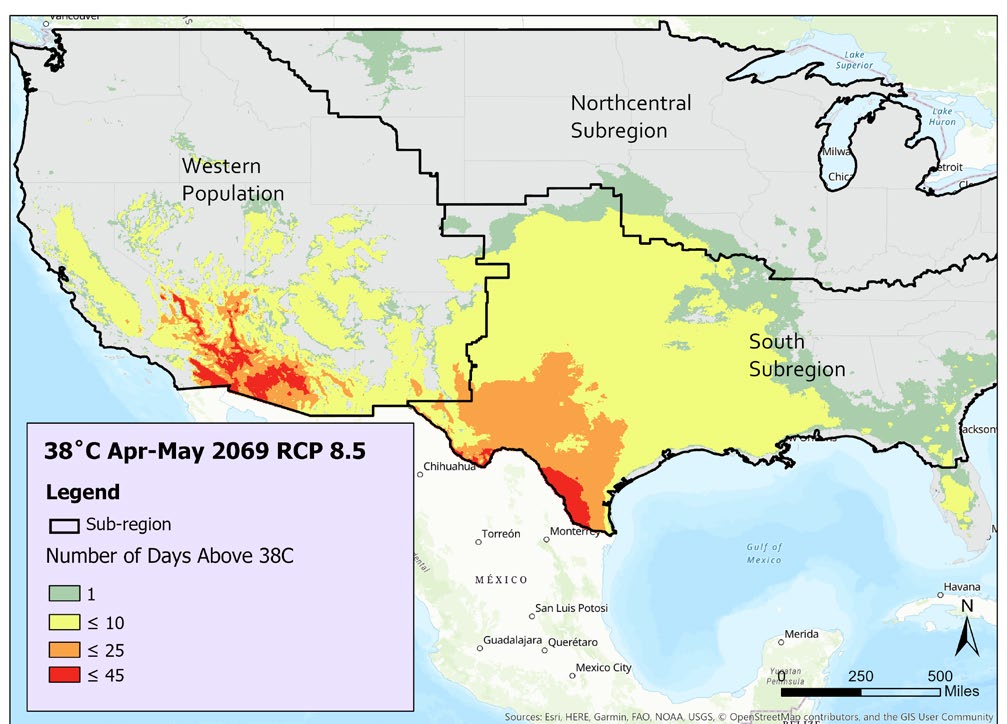 Vancouver
Lake
Superior
Northcentral
Subregion
Lake
Huron
Western
Population
Milwa
etroit
Chica
Cl
South
Subregion
acksonv
38°C Apr-May 2069 RCP 8.5
Legend
Sub-region
Number of Days Above 38C
1
≤ 10
≤ 25
≤ 45
Chihuahua
Torreón
Monterrey
Gulf of
Mexico
MÉXICO
San Luis Potosi
Guadalajara
Querétaro
Mexico City
Havana
Merida
Yucatan
Peninsula
N
0 250 500
Miles
Sources: Esri, HERE, Garmin, FAO, NOAA, USGS, © OpenStreetMap contributors, and the GIS User Community